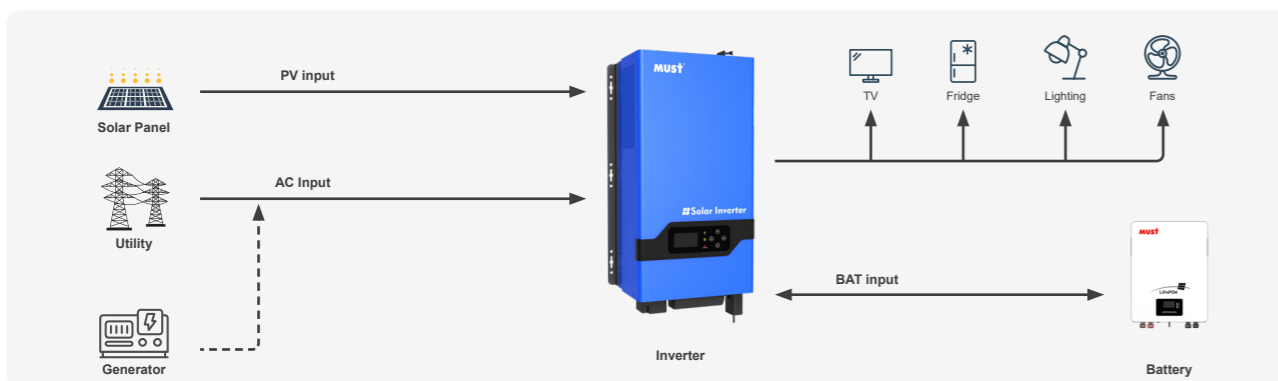 PV input
Solar Panel
AC Input
Utility
Generator
MUST
Solar Inverter
Inverter
TV
Fridge
Lighting
Fans
BAT input
MUST
LiFePO4
Battery